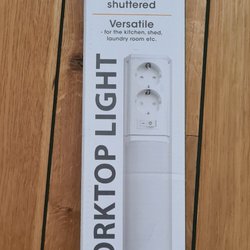 shuttered
Versatile
- for the kitchen, shed,
laundry room etc.
ORKTOP LIGHT